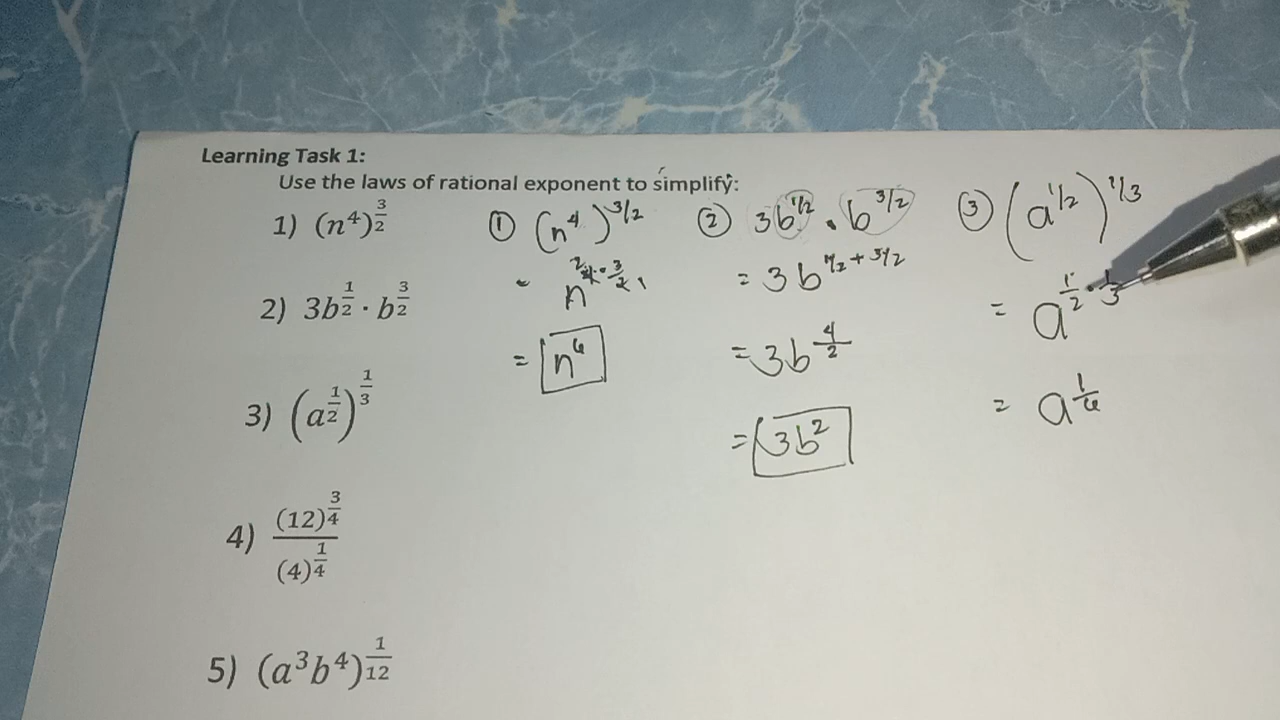 Learning Task 1:
Use the laws of rational exponent to simplify:
1) (n⁴)^(3/2)
2) 3b^(1/2) · b^(3/2)
3) (a^(1/2))^(1/3)
4) (12)^(3/4) / (4)^(1/4)
5) (a³b⁴)^(1/12)
① (n⁴)^(3/2)
= n^(4 · 3/2) 2 1
= n⁶
② 3b^(1/2) · b^(3/2)
= 3b^(1/2 + 3/2)
= 3b^(4/2)
= 3b²
③ (a^(1/2))^(1/3)
= a^(1/2 · 1/3)
= a^(1/6)